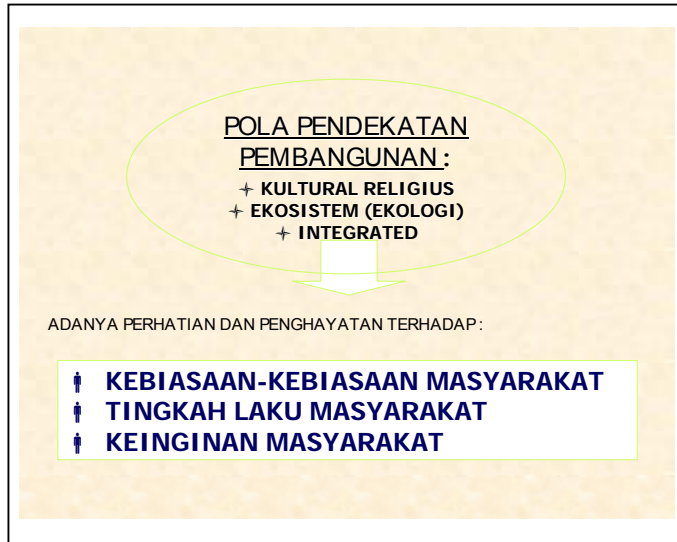 POLA PENDEKATAN
PEMBANGUNAN :
KULTURAL RELIGIUS
EKOSISTEM (EKOLOGI)
INTEGRATED
ADANYA PERHATIAN DAN PENGHAYATAN TERHADAP :
KEBIASAAN-KEBIASAAN MASYARAKAT
TINGKAH LAKU MASYARAKAT
KEINGINAN MASYARAKAT